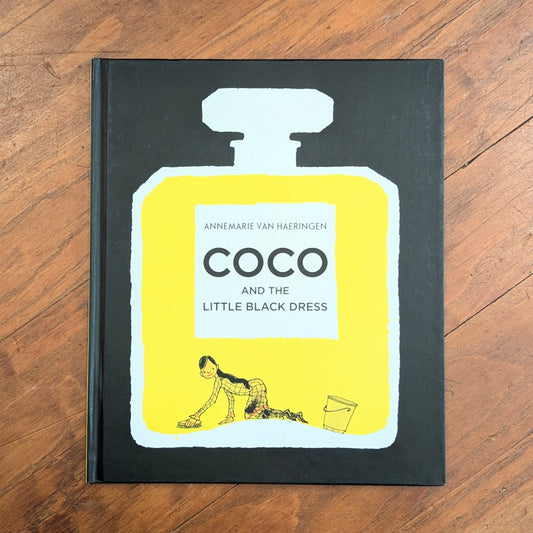 ANNEMARIE VAN HAERINGEN
COCO
AND THE
LITTLE BLACK DRESS